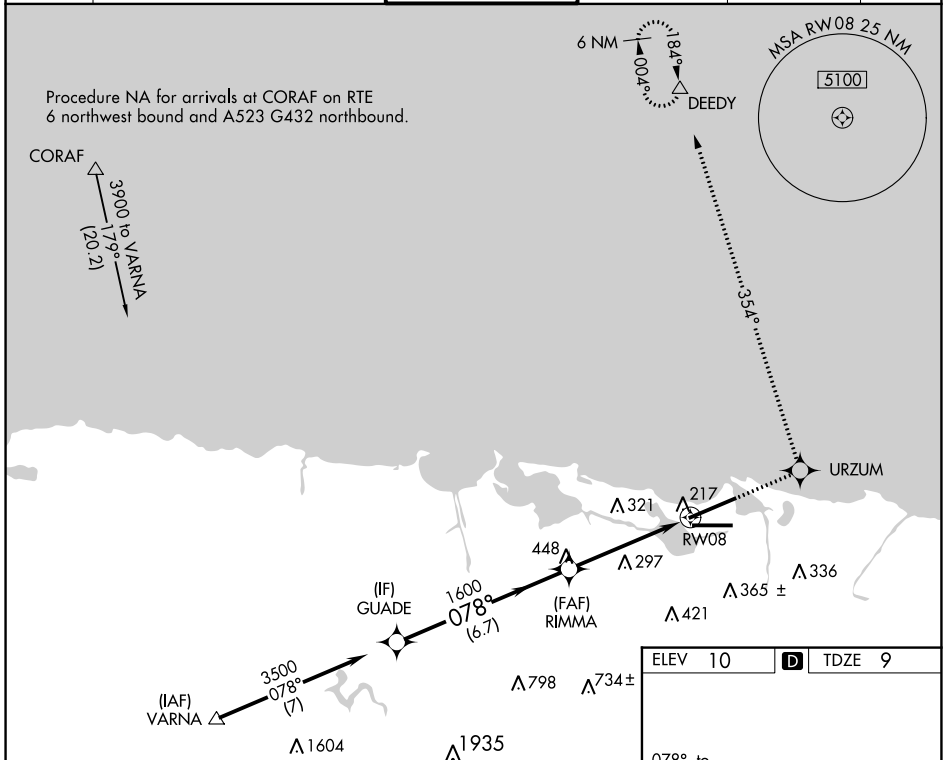 6 NM
184°
004°
DEEDY
MSA RW08 25 NM
5100
Procedure NA for arrivals at CORAF on RTE
6 northwest bound and A523 G432 northbound.
CORAF
3900 to VARNA
179°
(20.2)
354°
URZUM
321
217
RW08
448
297
336
365 ±
(IF)
GUADE
1600
078°
(6.7)
(FAF)
RIMMA
421
ELEV 10
D
TDZE 9
3500
078°
(7)
798
734±
(IAF)
VARNA
1604
1935
078° to